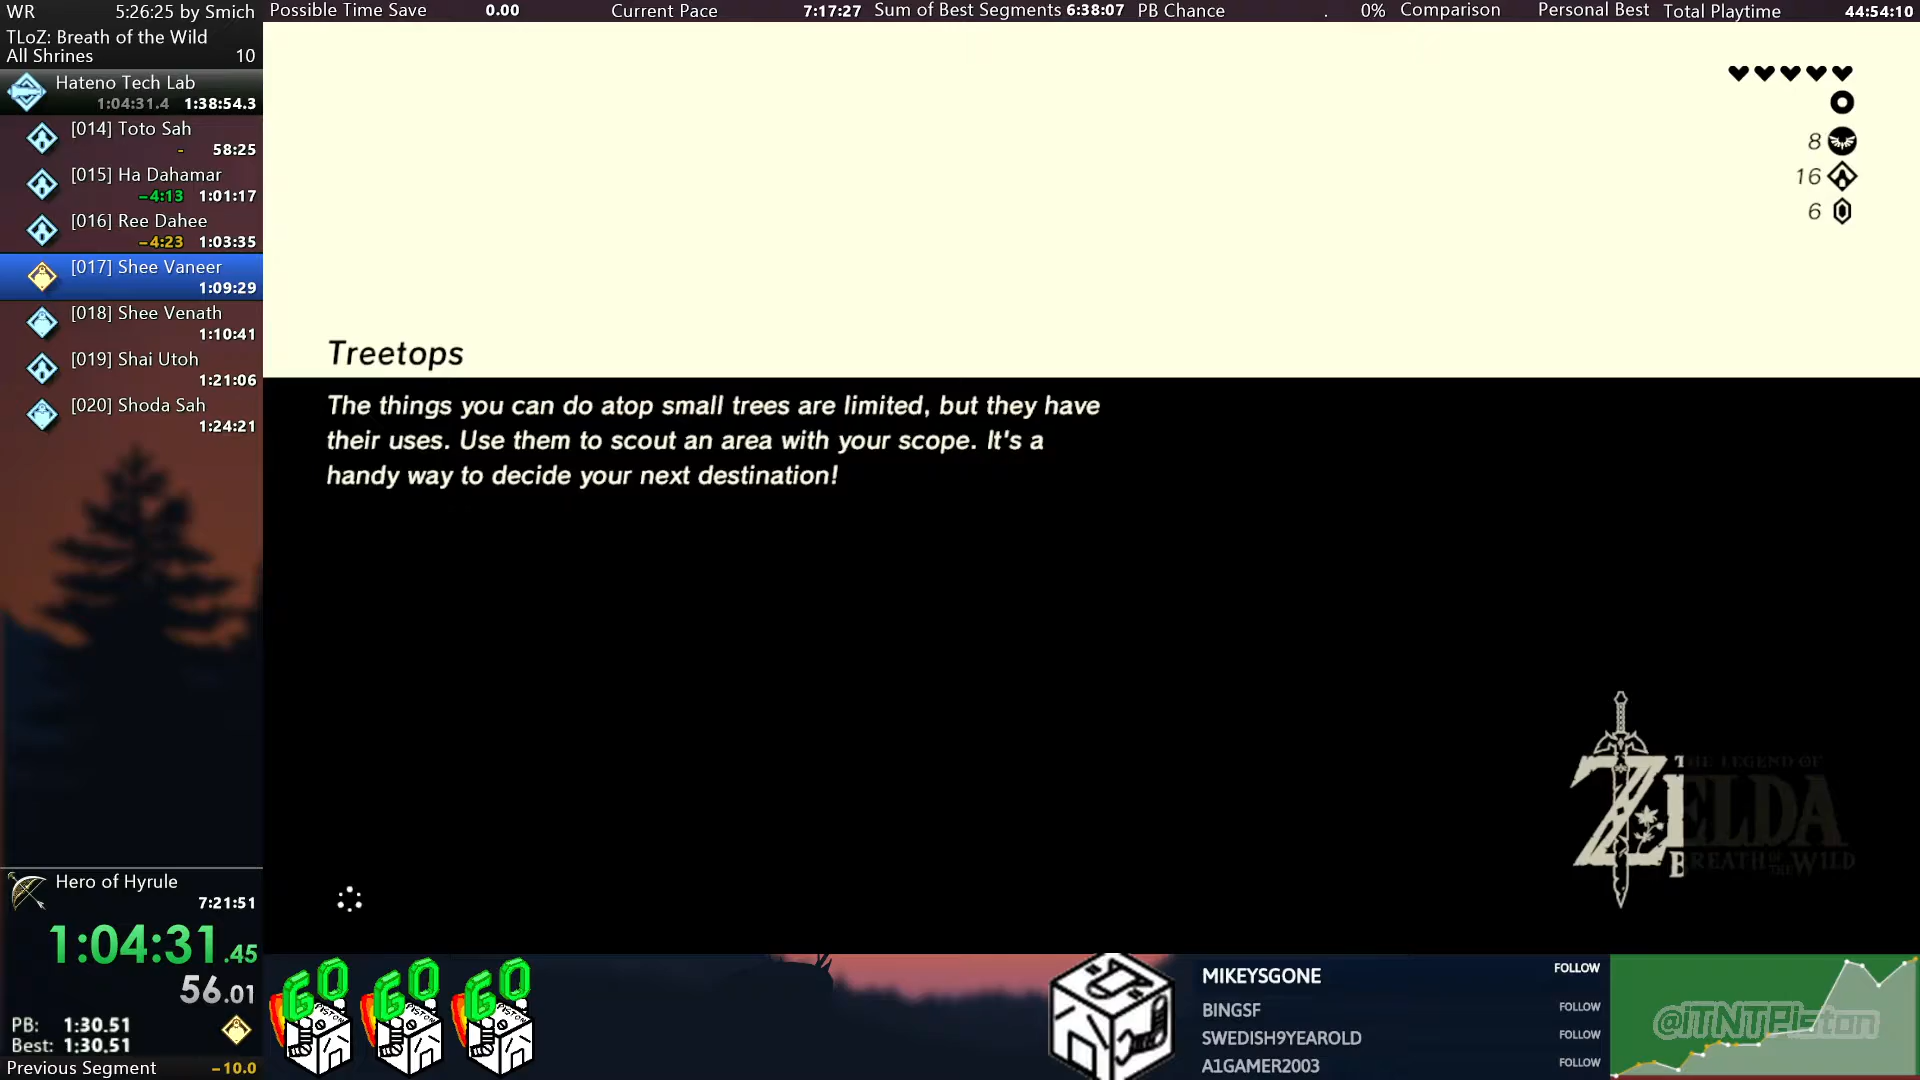 WR 5:26:25 by Smich
Possible Time Save 0.00 Current Pace 7:17:27 Sum of Best Segments 6:38:07 PB Chance . 0% Comparison Personal Best Total Playtime 44:54:10
TLoZ: Breath of the Wild
All Shrines 10
Hateno Tech Lab
1:04:31.4 1:38:54.3
[014] Toto Sah
- 58:25
[015] Ha Dahamar
−4:13 1:01:17
[016] Ree Dahee
−4:23 1:03:35
[017] Shee Vaneer
1:09:29
[018] Shee Venath
1:10:41
[019] Shai Utoh
1:21:06
[020] Shoda Sah
1:24:21
8
16
6
Treetops
The things you can do atop small trees are limited, but they have
their uses. Use them to scout an area with your scope. It's a
handy way to decide your next destination!
THE LEGEND OF
ZELDA
BREATH OF THE WILD
Hero of Hyrule
7:21:51
1:04:31.45
56.01
PB: 1:30.51
Best: 1:30.51
Previous Segment −10.0
GO GO GO
MIKEYSGONE FOLLOW
BINGSF FOLLOW
SWEDISH9YEAROLD FOLLOW
A1GAMER2003 FOLLOW
@iTNTPiston